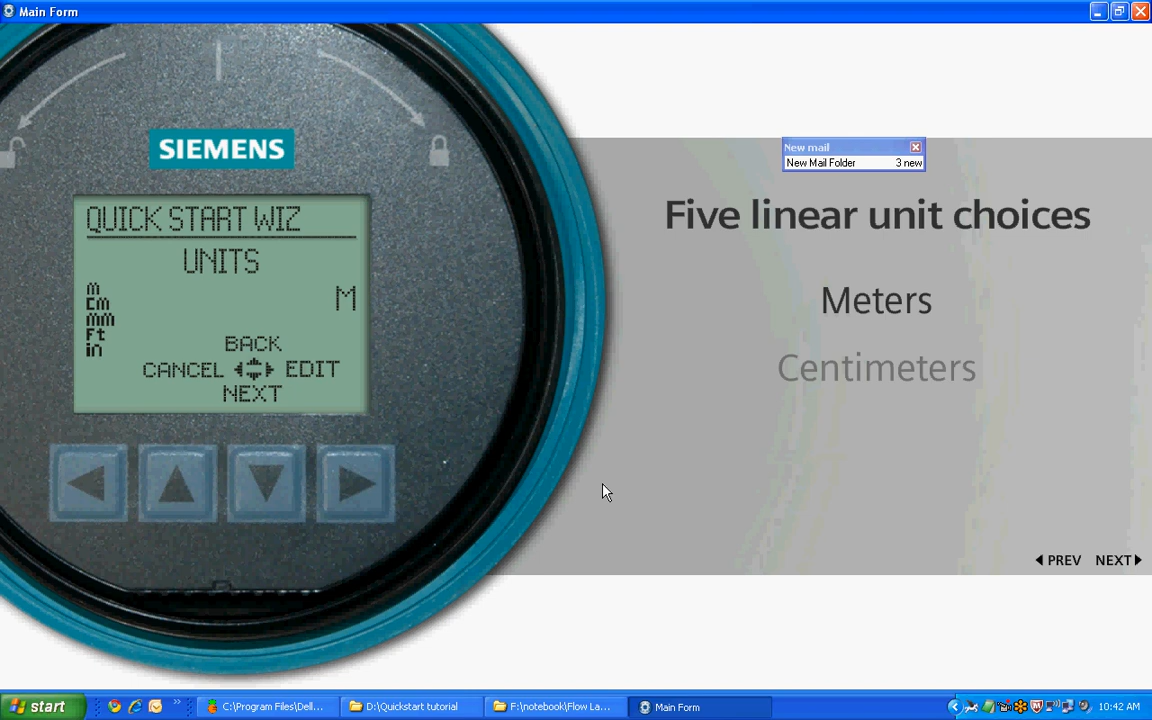 Main Form
SIEMENS
QUICK START WIZ
UNITS
m
cm
mm
Ft
in
M
BACK
CANCEL EDIT
NEXT
New mail
New Mail Folder 3 new
Five linear unit choices
Meters
Centimeters
PREV NEXT
start
C:\Program Files\Dell...
D:\Quickstart tutorial
F:\notebook\Flow La...
Main Form
10:42 AM